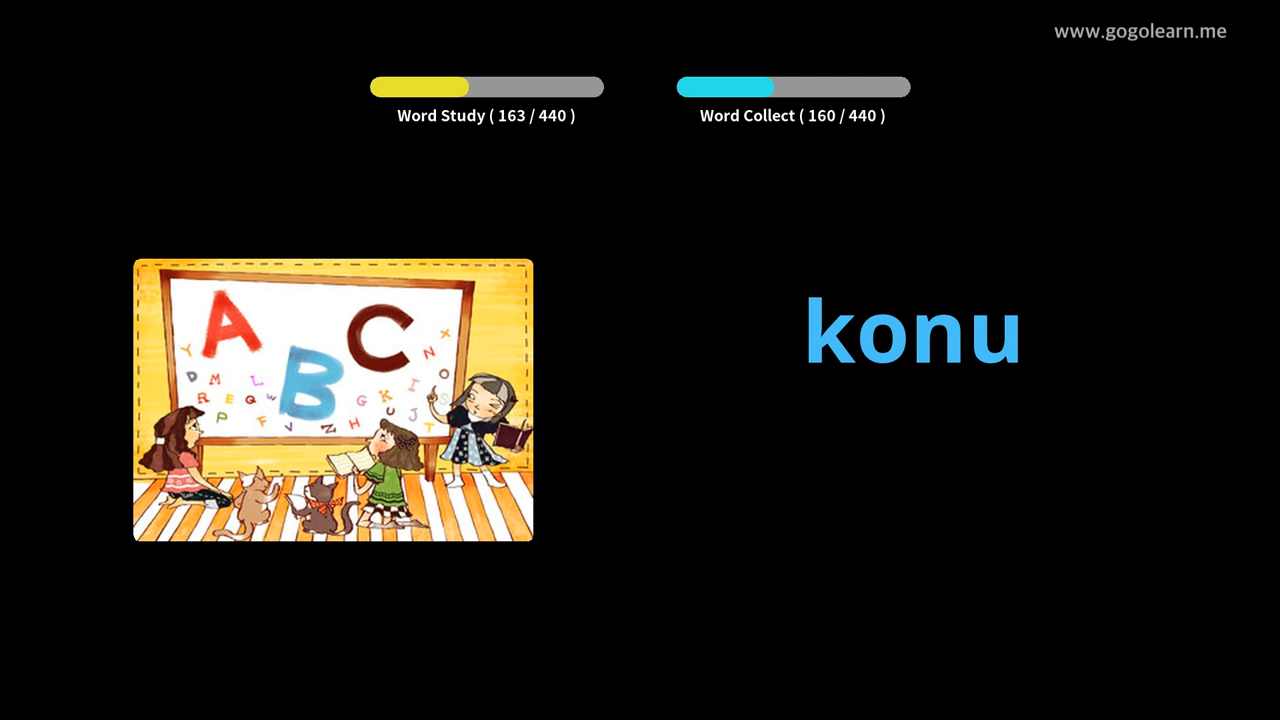 www.gogolearn.me
Word Study ( 163 / 440 )
Word Collect ( 160 / 440 )
A
C
B
X
Y
N
D M L I O
R E Q W G K S
P F V Z H U J T
konu